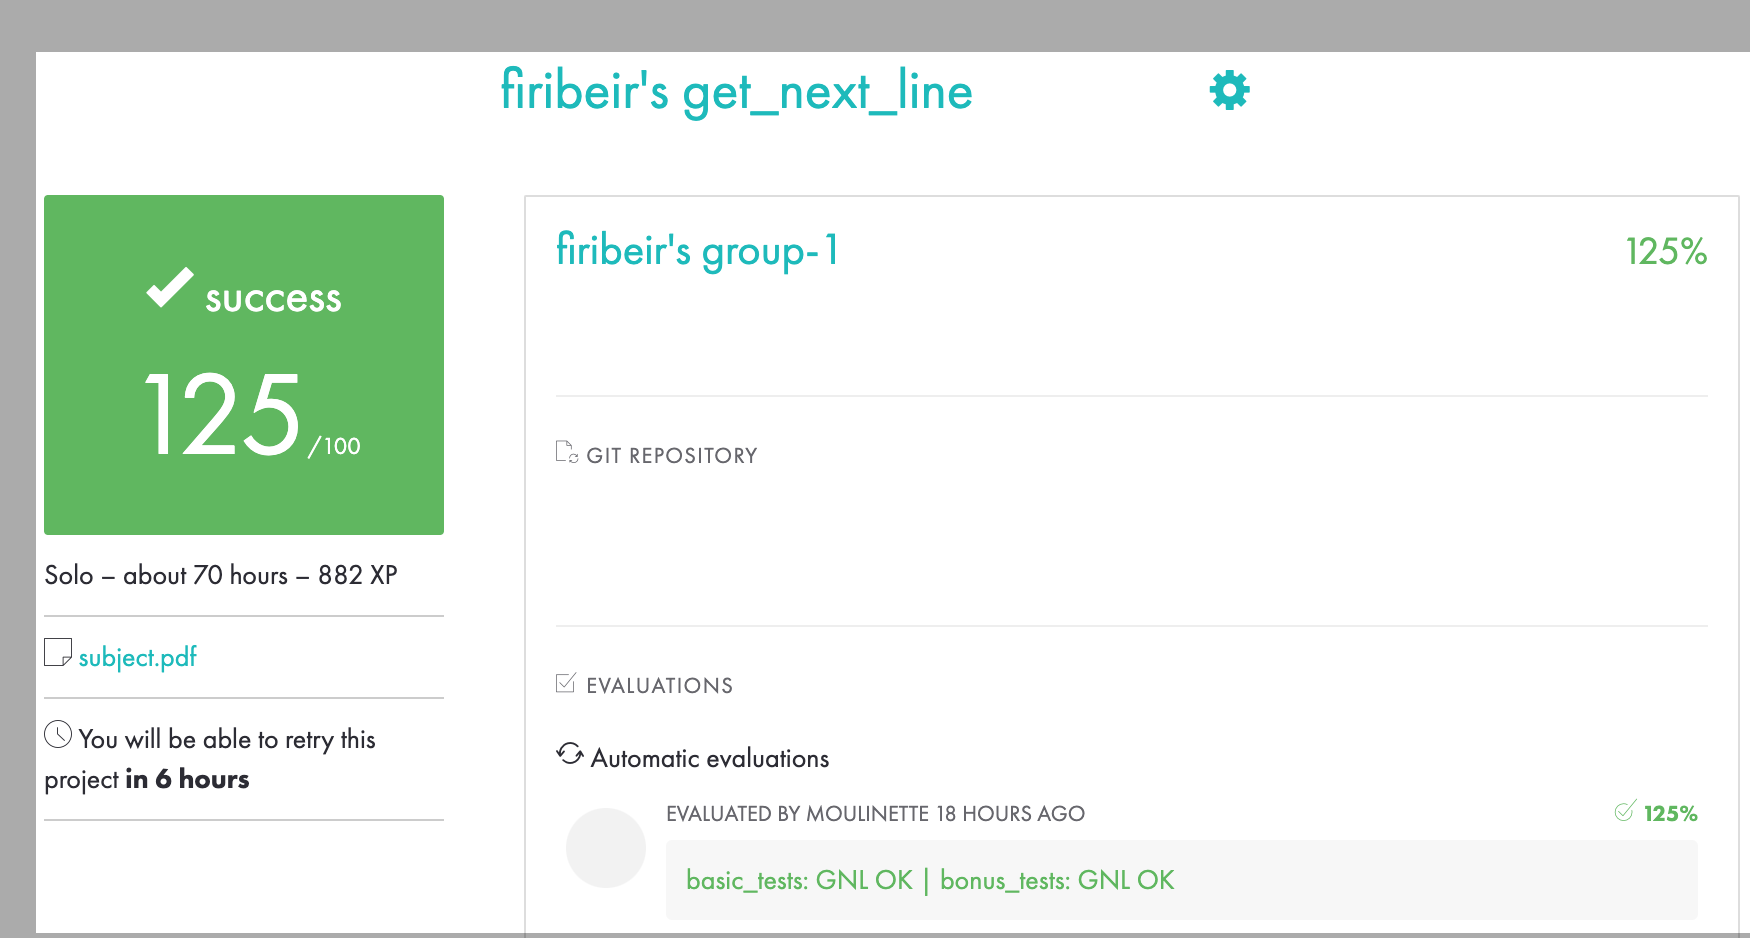 firibeir's get_next_line
success
125 /100
Solo – about 70 hours – 882 XP
subject.pdf
You will be able to retry this
project in 6 hours
firibeir's group-1
125%
GIT REPOSITORY
EVALUATIONS
Automatic evaluations
EVALUATED BY MOULINETTE 18 HOURS AGO
125%
basic_tests: GNL OK | bonus_tests: GNL OK